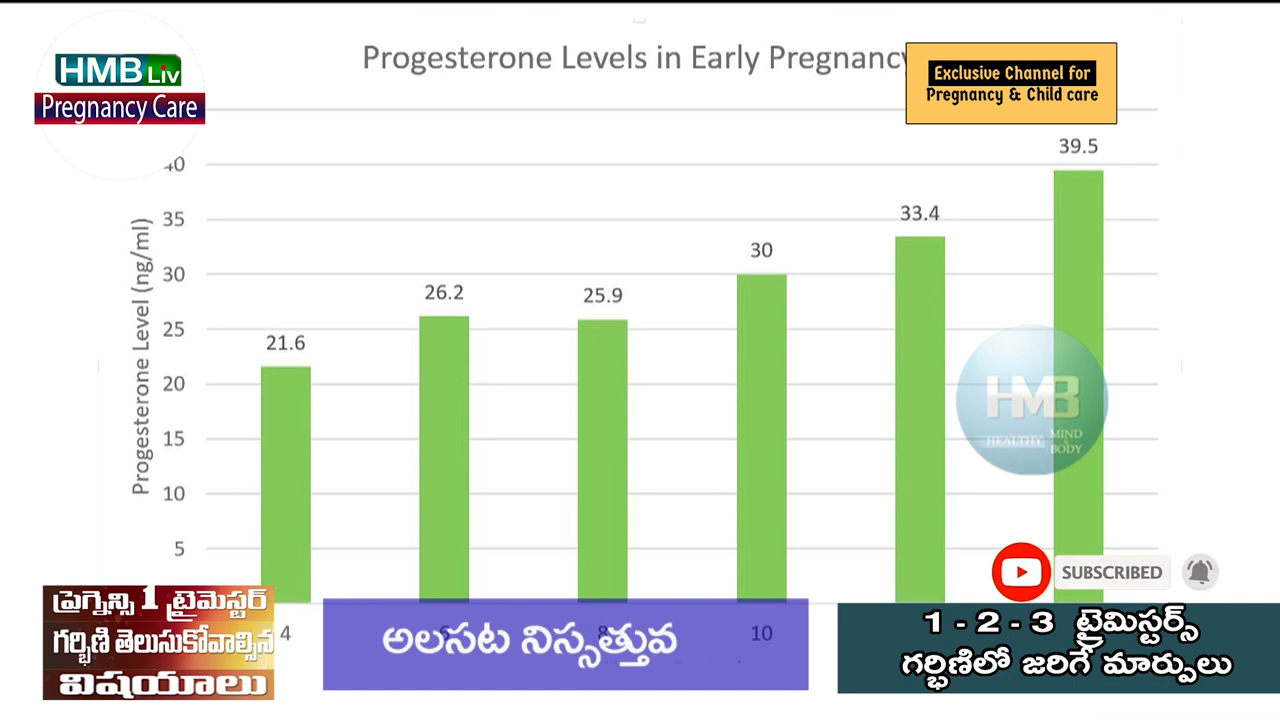 Progesterone Levels in Early Pregnancy
HMB Liv
Pregnancy Care
Exclusive Channel for
Pregnancy & Child care
Progesterone Level (ng/ml)
40
35
30
25
20
15
10
5
21.6
26.2
25.9
30
33.4
39.5
HMB
HEALTHY MIND
BODY
SUBSCRIBED
4
6
8
10
ప్రెగ్నెన్సి 1 ట్రైమెస్టర్
గర్భిణి తెలుసుకోవాల్సిన
విషయాలు
అలసట నిస్సత్తువ
1 - 2 - 3 ట్రైమిస్టర్స్
గర్భిణిలో జరిగే మార్పులు